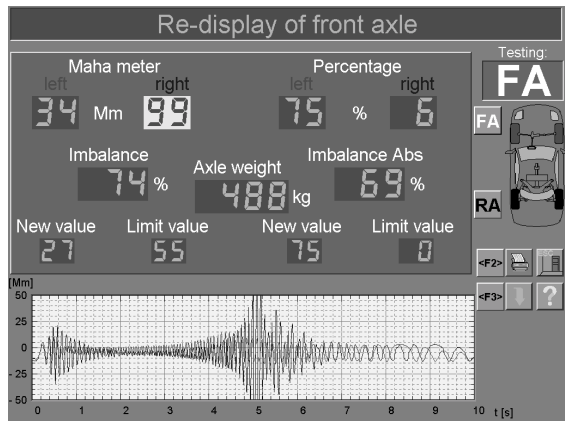 Re-display of front axle
Testing:
FA
Maha meter Percentage
left right left right
34 Mm 99 75 % 6
FA
Imbalance Axle weight Imbalance Abs
74 % 488 kg 69 %
RA
New value Limit value New value Limit value
27 55 75 0
<F2>
<F3> ?
[Mm]
50
25
0
- 25
- 50
0 1 2 3 4 5 6 7 8 9 10 t [s]